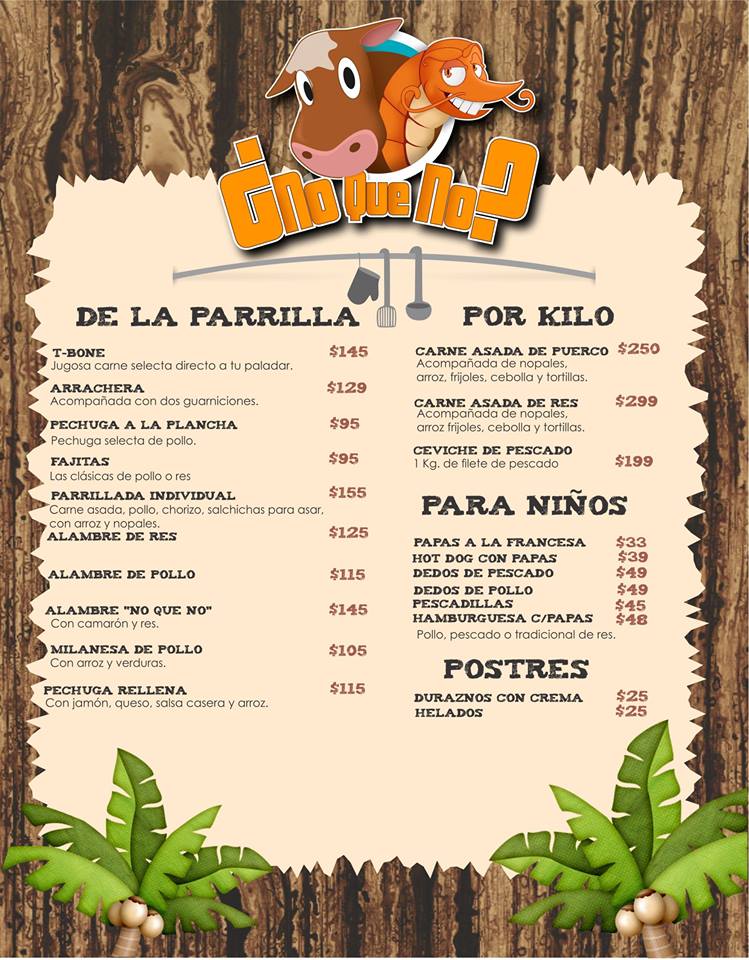 ¿No Que No?
DE LA PARRILLA
T-BONE $145
Jugosa carne selecta directo a tu paladar.
ARRACHERA $129
Acompañada con dos guarniciones.
PECHUGA A LA PLANCHA $95
Pechuga selecta de pollo.
FAJITAS $95
Las clásicas de pollo o res
PARRILLADA INDIVIDUAL $155
Carne asada, pollo, chorizo, salchichas para asar,
con arroz y nopales.
ALAMBRE DE RES $125
ALAMBRE DE POLLO $115
ALAMBRE "NO QUE NO" $145
Con camarón y res.
MILANESA DE POLLO $105
Con arroz y verduras.
PECHUGA RELLENA $115
Con jamón, queso, salsa casera y arroz.
POR KILO
CARNE ASADA DE PUERCO $250
Acompañada de nopales,
arroz, frijoles, cebolla y tortillas.
CARNE ASADA DE RES $299
Acompañada de nopales,
arroz frijoles, cebolla y tortillas.
CEVICHE DE PESCADO
1 Kg. de filete de pescado $199
PARA NIÑOS
PAPAS A LA FRANCESA $33
HOT DOG CON PAPAS $39
DEDOS DE PESCADO $49
DEDOS DE POLLO $49
PESCADILLAS $45
HAMBURGUESA C/PAPAS $48
Pollo, pescado o tradicional de res.
POSTRES
DURAZNOS CON CREMA $25
HELADOS $25